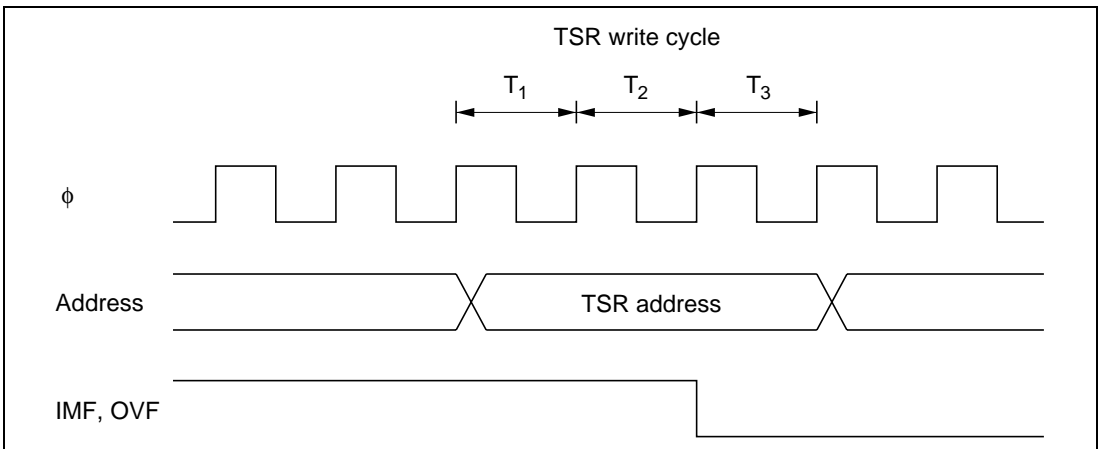 TSR write cycle
T1 T2 T3
φ
Address TSR address
IMF, OVF